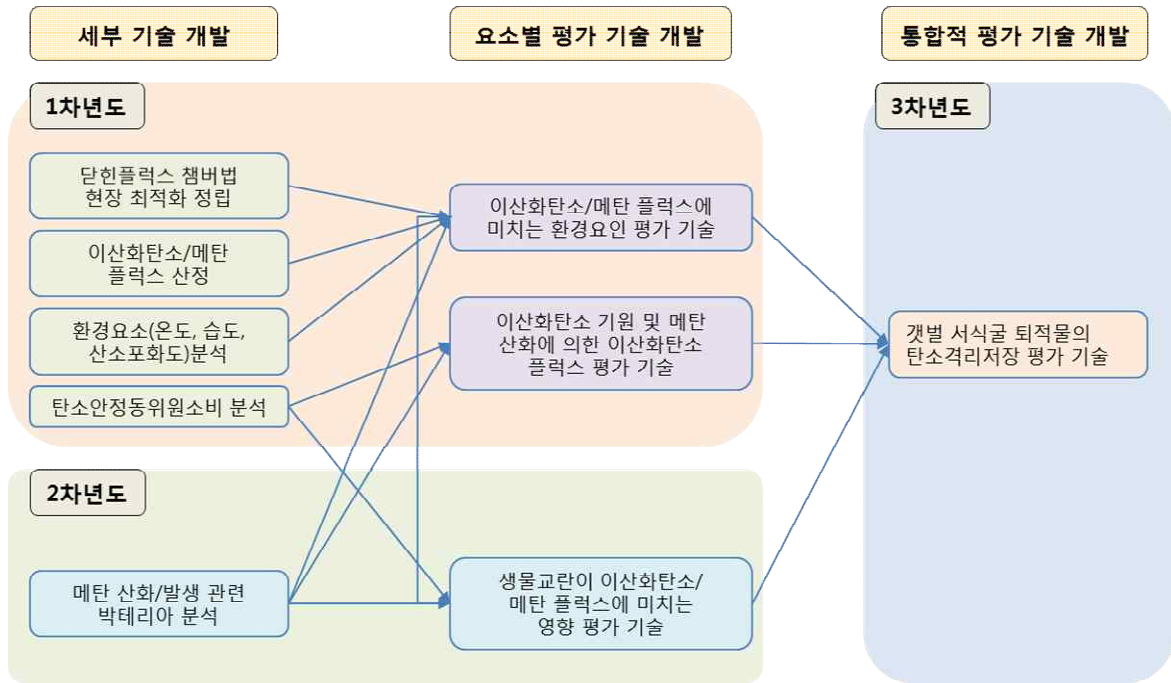 세부 기술 개발
요소별 평가 기술 개발
통합적 평가 기술 개발
1차년도
닫힌플럭스 챔버법
현장 최적화 정립
이산화탄소/메탄
플럭스 산정
환경요소(온도, 습도,
산소포화도)분석
탄소안정동위원소비 분석
이산화탄소/메탄 플럭스에
미치는 환경요인 평가 기술
이산화탄소 기원 및 메탄
산화에 의한 이산화탄소
플럭스 평가 기술
2차년도
메탄 산화/발생 관련
박테리아 분석
생물교란이 이산화탄소/
메탄 플럭스에 미치는
영향 평가 기술
3차년도
갯벌 서식굴 퇴적물의
탄소격리저장 평가 기술